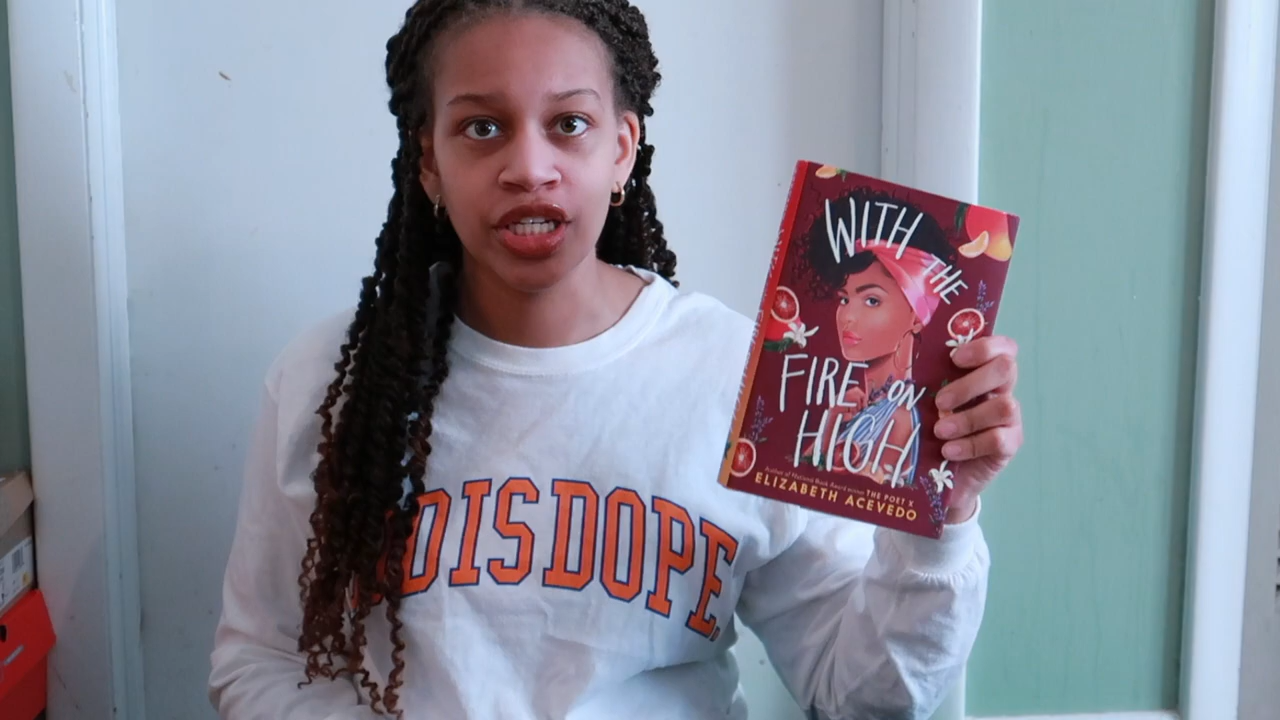 WITH
THE
FIRE ON
HIGH
Author of National Book Award winner THE POET X
ELIZABETH ACEVEDO
DISDOPE.